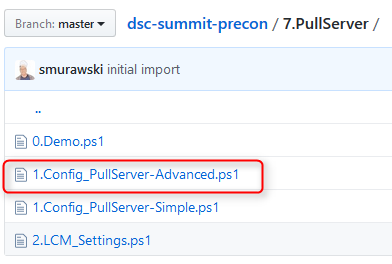 Branch: master dsc-summit-precon / 7.PullServer /
smurawski initial import
..
0.Demo.ps1
1.Config_PullServer-Advanced.ps1
1.Config_PullServer-Simple.ps1
2.LCM_Settings.ps1